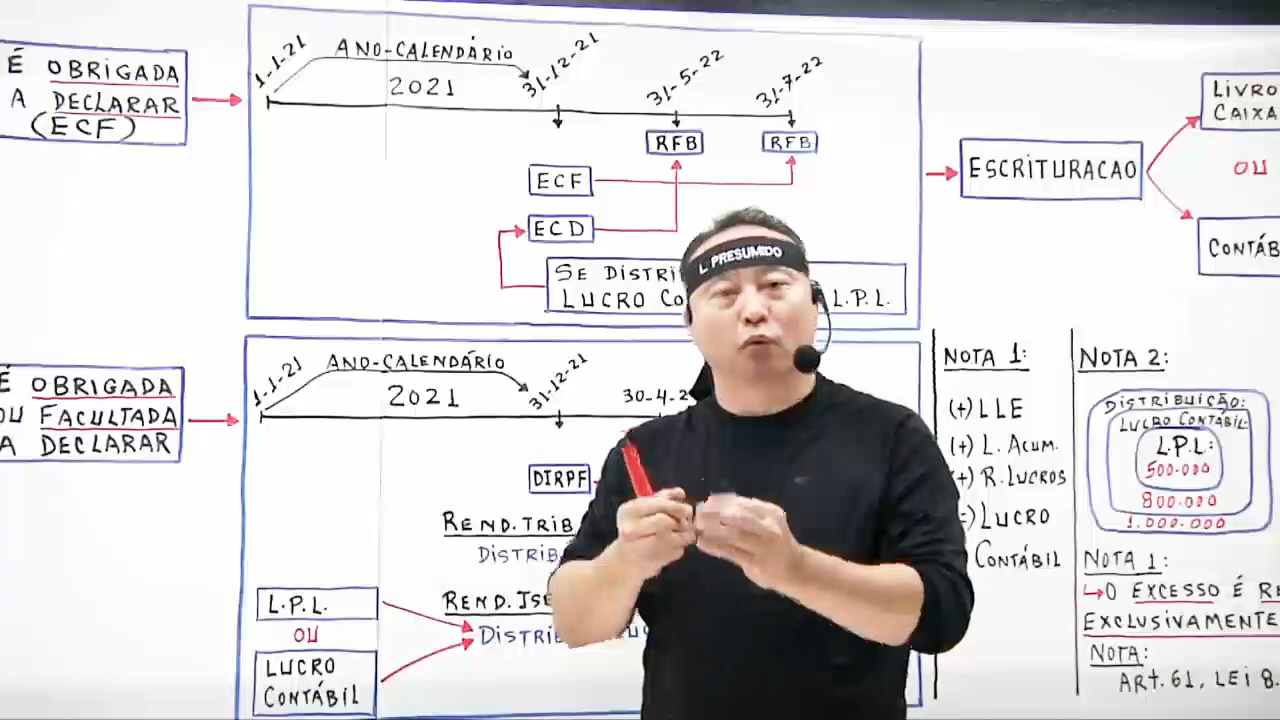 É OBRIGADA
A DECLARAR
(ECF)
ANO-CALENDÁRIO
2021
1-1-21
31-12-21
31-5-22
31-7-22
RFB
RFB
ECF
ECD
SE DISTRI
LUCRO CO
L.P.L.
ESCRITURACAO
LIVRO
CAIXA
OU
CONTÁB
L. PRESUMIDO
É OBRIGADA
OU FACULTADA
A DECLARAR
ANO-CALENDÁRIO
2021
1-1-21
31-12-21
30-4-2
DIRPF
REND. TRIB
DISTRIB
REND. ISE
DISTRIB
L.P.L.
OU
LUCRO
CONTÁBIL
NOTA 1:
(+) LLE
(+) L. ACUM.
(+) R. LUCROS
LUCRO
CONTÁBIL
NOTA 2:
DISTRIBUIÇÃO:
LUCRO CONTÁBIL:
L.P.L:
500.000
800.000
1.000.000
NOTA 1:
O EXCESSO É RE
EXCLUSIVAMENTE
NOTA:
ART. 61, LEI 8.